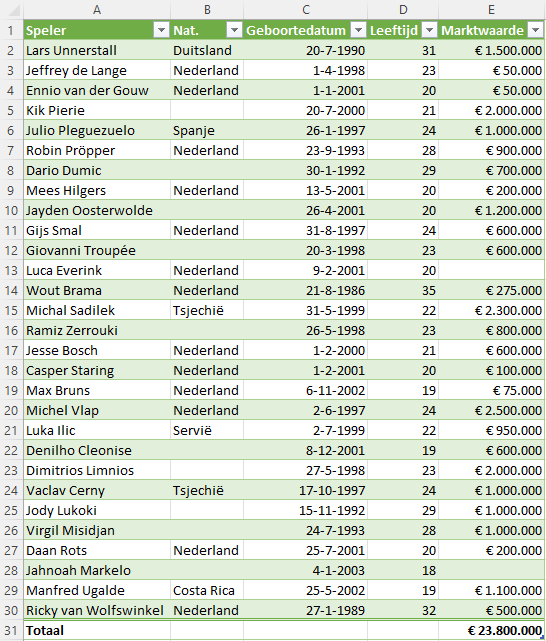 A B C D E
1 Speler Nat. Geboortedatum Leeftijd Marktwaarde
2 Lars Unnerstall Duitsland 20-7-1990 31 € 1.500.000
3 Jeffrey de Lange Nederland 1-4-1998 23 € 50.000
4 Ennio van der Gouw Nederland 1-1-2001 20 € 50.000
5 Kik Pierie 20-7-2000 21 € 2.000.000
6 Julio Pleguezuelo Spanje 26-1-1997 24 € 1.000.000
7 Robin Pröpper Nederland 23-9-1993 28 € 900.000
8 Dario Dumic 30-1-1992 29 € 700.000
9 Mees Hilgers Nederland 13-5-2001 20 € 200.000
10 Jayden Oosterwolde 26-4-2001 20 € 1.200.000
11 Gijs Smal Nederland 31-8-1997 24 € 600.000
12 Giovanni Troupée 20-3-1998 23 € 600.000
13 Luca Everink Nederland 9-2-2001 20
14 Wout Brama Nederland 21-8-1986 35 € 275.000
15 Michal Sadilek Tsjechië 31-5-1999 22 € 2.300.000
16 Ramiz Zerrouki 26-5-1998 23 € 800.000
17 Jesse Bosch Nederland 1-2-2000 21 € 600.000
18 Casper Staring Nederland 1-2-2001 20 € 100.000
19 Max Bruns Nederland 6-11-2002 19 € 75.000
20 Michel Vlap Nederland 2-6-1997 24 € 2.500.000
21 Luka Ilic Servië 2-7-1999 22 € 950.000
22 Denilho Cleonise 8-12-2001 19 € 600.000
23 Dimitrios Limnios 27-5-1998 23 € 2.000.000
24 Vaclav Cerny Tsjechië 17-10-1997 24 € 1.000.000
25 Jody Lukoki 15-11-1992 29 € 1.000.000
26 Virgil Misidjan 24-7-1993 28 € 1.000.000
27 Daan Rots Nederland 25-7-2001 20 € 200.000
28 Jahnoah Markelo 4-1-2003 18
29 Manfred Ugalde Costa Rica 25-5-2002 19 € 1.100.000
30 Ricky van Wolfswinkel Nederland 27-1-1989 32 € 500.000
31 Totaal € 23.800.000